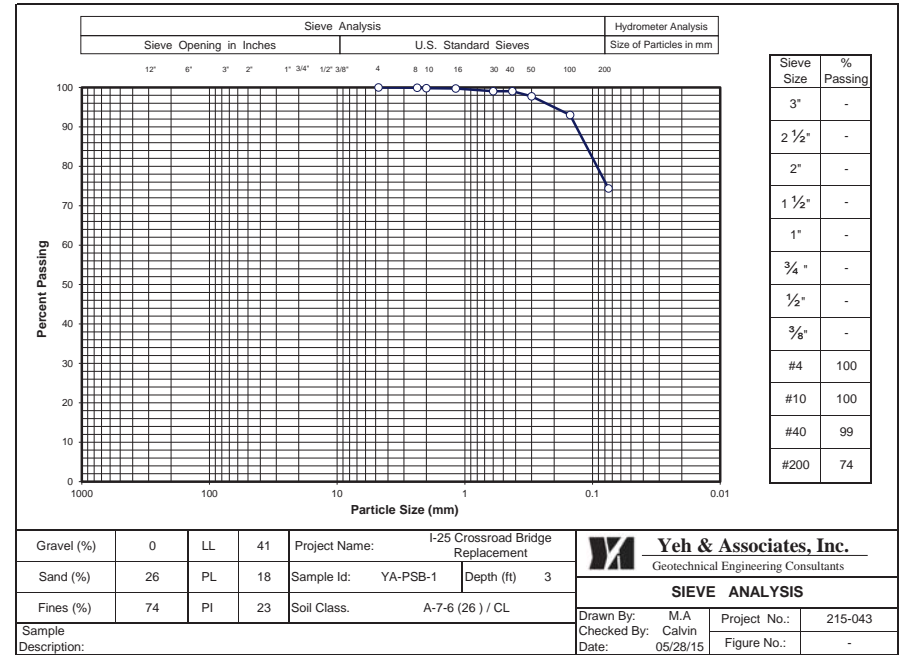 Sieve Analysis
Hydrometer Analysis
Sieve Opening in Inches
U.S. Standard Sieves
Size of Particles in mm
12" 6" 3" 2" 1" 3/4" 1/2" 3/8" 4 8 10 16 30 40 50 100 200
100
90
80
70
60
50
40
30
20
10
0
Percent Passing
1000 100 10 1 0.1 0.01
Particle Size (mm)
Sieve Size % Passing
3" -
2 ½" -
2" -
1 ½" -
1" -
¾ " -
½" -
⅜" -
#4 100
#10 100
#40 99
#200 74
Gravel (%) 0 LL 41 Project Name: I-25 Crossroad Bridge
Replacement
Sand (%) 26 PL 18 Sample Id: YA-PSB-1 Depth (ft) 3
Fines (%) 74 PI 23 Soil Class. A-7-6 (26 ) / CL
Sample
Description:
Yeh & Associates, Inc.
Geotechnical Engineering Consultants
SIEVE ANALYSIS
Drawn By: M.A
Checked By: Calvin
Date: 05/28/15
Project No.: 215-043
Figure No.: -